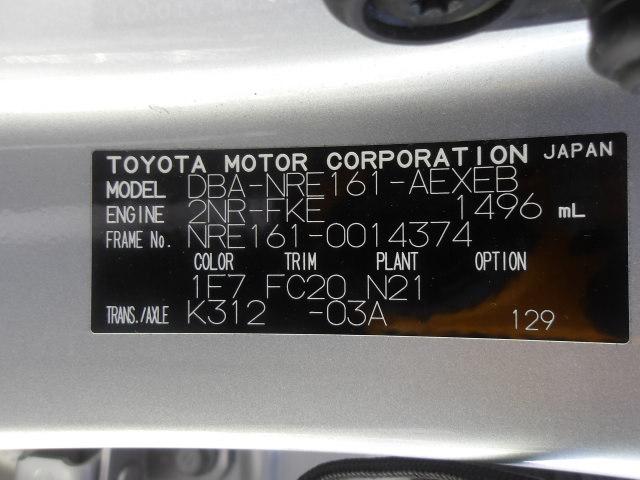 TOYOTA MOTOR CORPORATION JAPAN
MODEL DBA-NRE161-AEXEB
ENGINE 2NR-FKE 1496 mL
FRAME No. NRE161-0014374
COLOR TRIM PLANT OPTION
1F7 FC20 N21
TRANS./AXLE K312 -03A 129